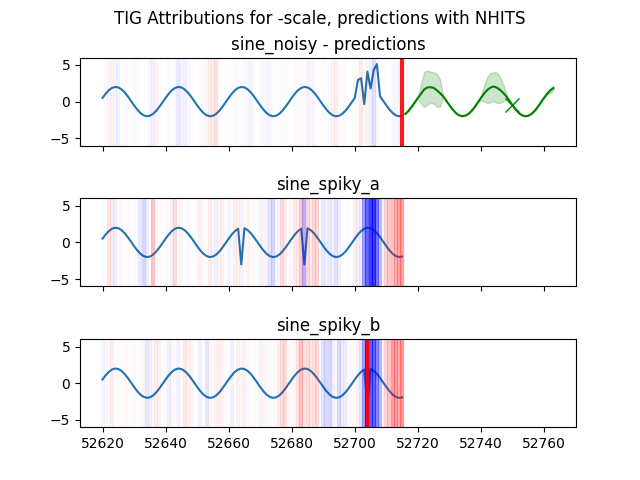 TIG Attributions for -scale, predictions with NHITS
sine_noisy - predictions
5
0
−5
sine_spiky_a
5
0
−5
sine_spiky_b
5
0
−5
52620 52640 52660 52680 52700 52720 52740 52760